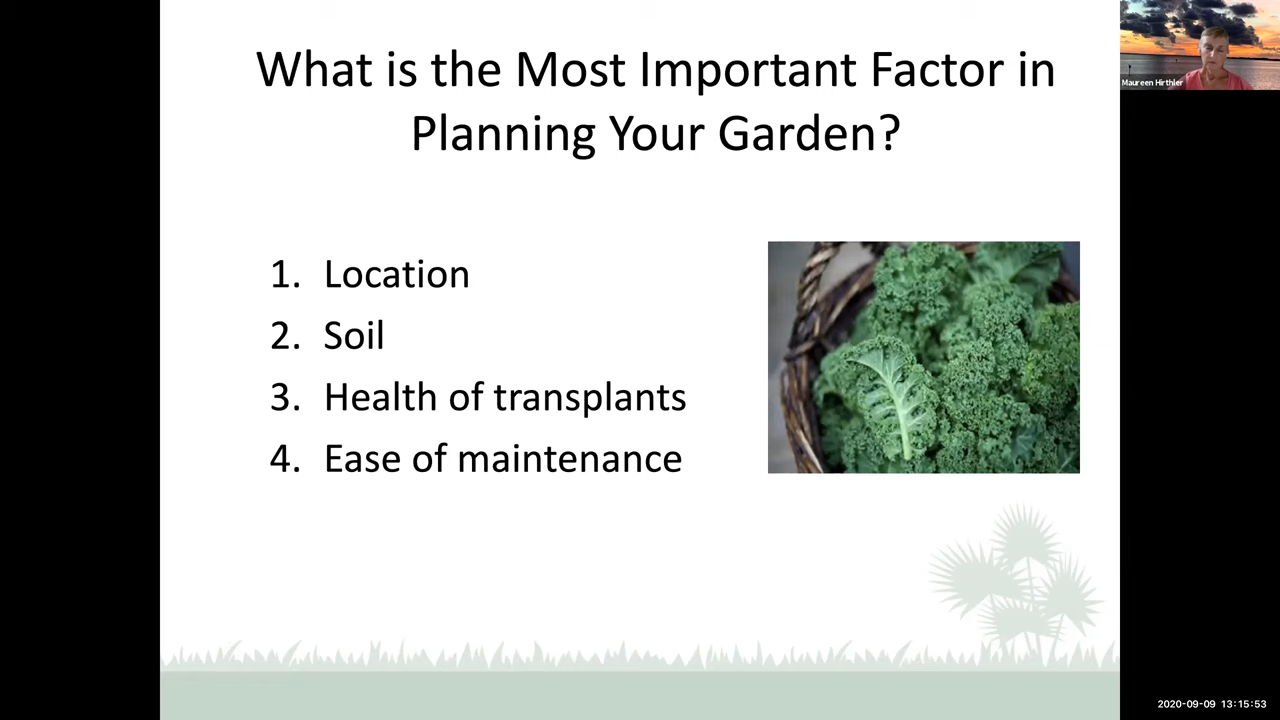 What is the Most Important Factor in
Planning Your Garden?
1. Location
2. Soil
3. Health of transplants
4. Ease of maintenance
Maureen Hirthler
2020-09-09 13:15:53